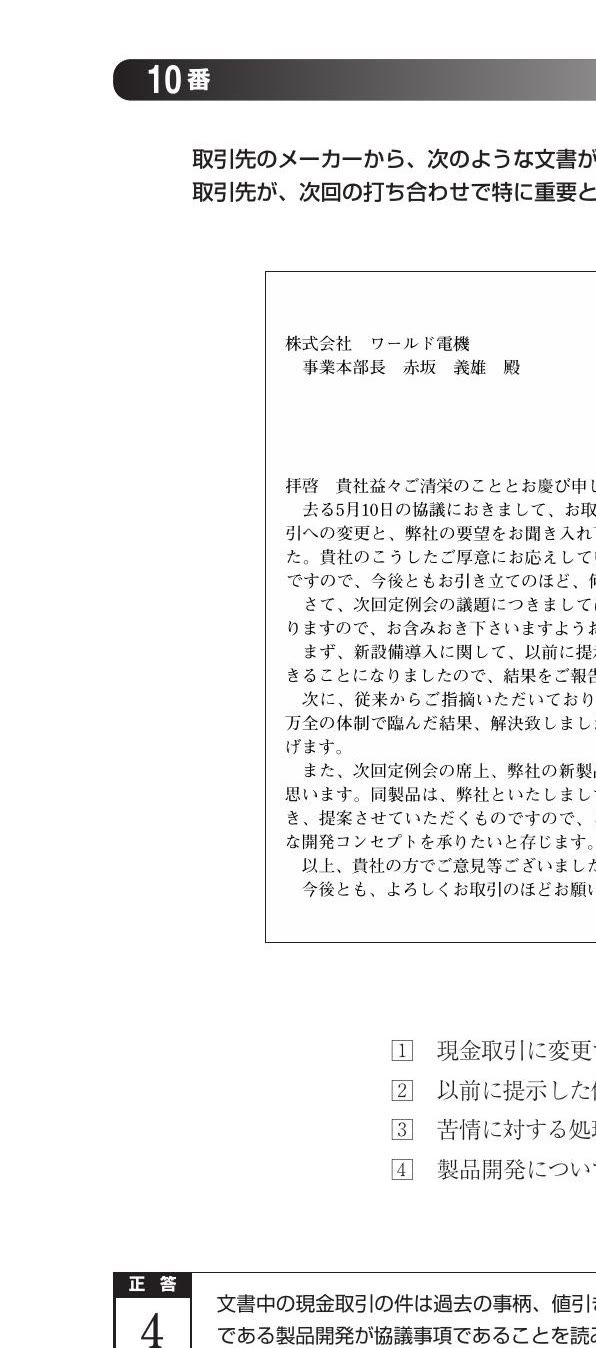 10番
取引先のメーカーから、次のような文書が
取引先が、次回の打ち合わせで特に重要と
株式会社　ワールド電機
事業本部長　赤坂　義雄　殿
拝啓　貴社益々ご清栄のこととお慶び申し
去る5月10日の協議におきまして、お取
引への変更と、弊社の要望をお聞き入れ
た。貴社のこうしたご厚意にお応えして
ですので、今後ともお引き立てのほど、
さて、次回定例会の議題につきまして
りますので、お含みおき下さいますよう
まず、新設備導入に関して、以前に提
きることになりましたので、結果をご報告
次に、従来からご指摘いただいており
万全の体制で臨んだ結果、解決致しまし
げます。
また、次回定例会の席上、弊社の新製
思います。同製品は、弊社といたしまし
き、提案させていただくものですので、
な開発コンセプトを承りたいと存じます。
以上、貴社の方でご意見等ございました
今後とも、よろしくお取引のほどお願い
1　現金取引に変更
2　以前に提示した
3　苦情に対する処
4　製品開発につい
正答
4
文書中の現金取引の件は過去の事柄、値引
である製品開発が協議事項であることを読